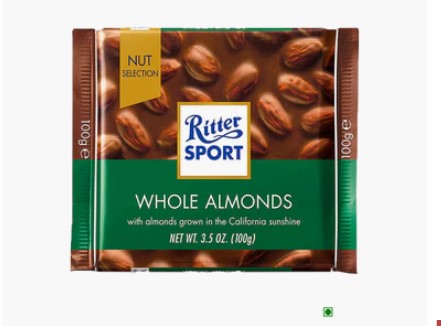 NUT
SELECTION
Ritter
SPORT
WHOLE ALMONDS
with almonds grown in the California sunshine
NET WT. 3.5 OZ. (100g)
100g e
100g e